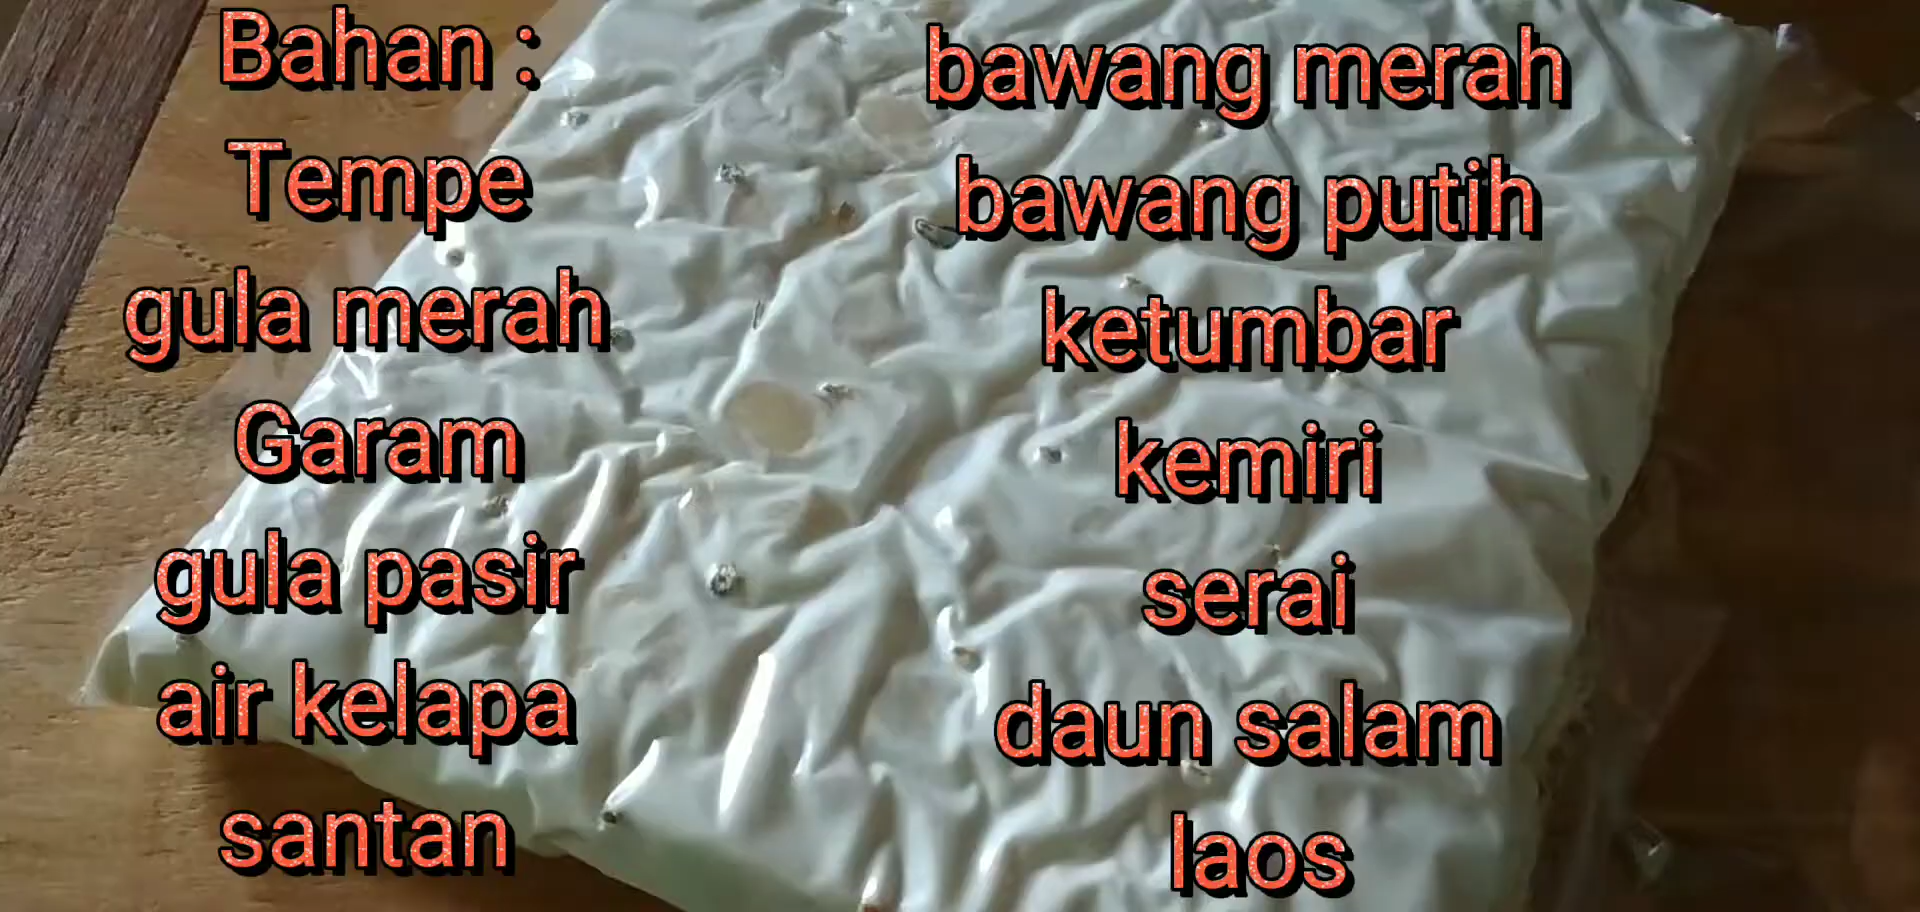 Bahan :
Tempe
gula merah
Garam
gula pasir
air kelapa
santan
bawang merah
bawang putih
ketumbar
kemiri
serai
daun salam
laos